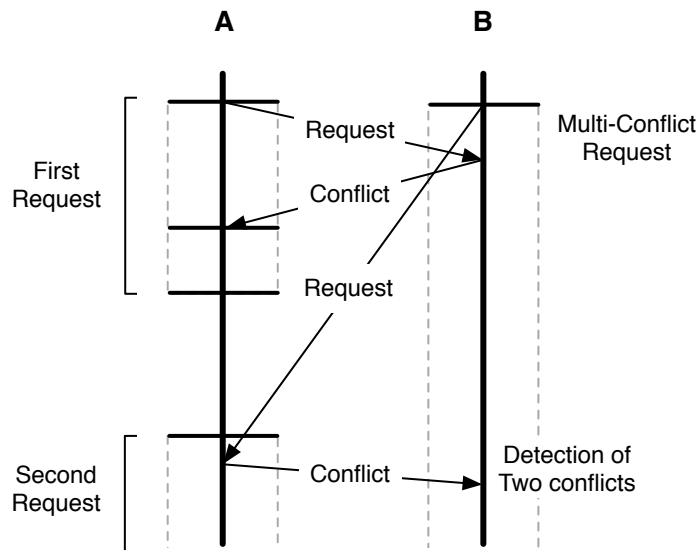 A
B
Request
Multi-Conflict
Request
First
Request
Conflict
Request
Second
Request
Conflict
Detection of
Two conflicts